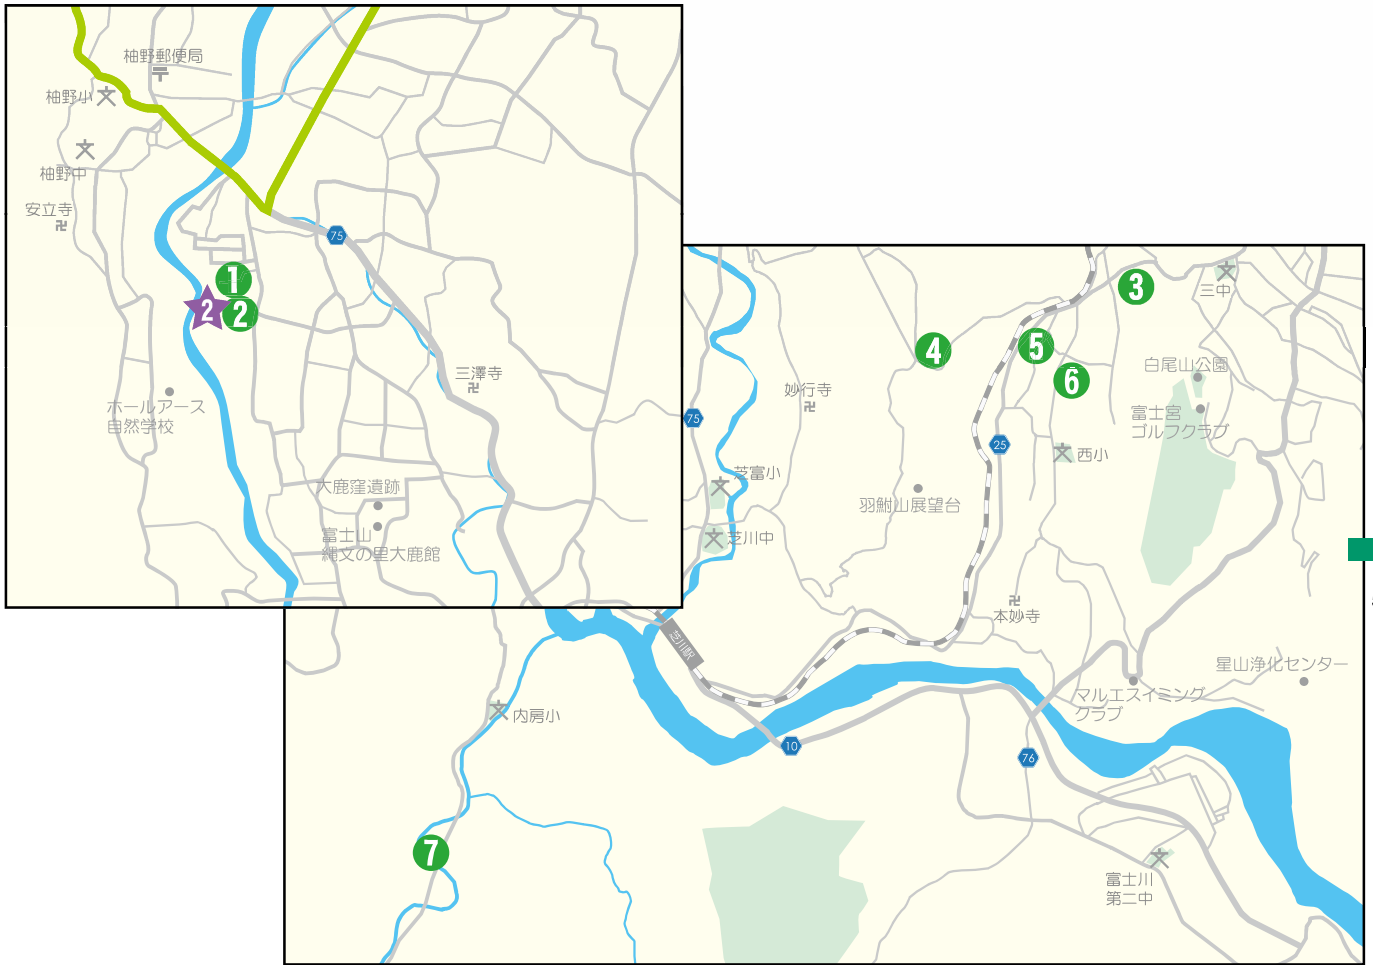 柚野郵便局
柚野小
柚野中
安立寺
75
1
2
2
三澤寺
ホールアース
自然学校
大鹿窪遺跡
富士山
縄文の里大鹿館
3
三中
4
5
6
白尾山公園
妙行寺
75
富士宮
ゴルフクラブ
25
西小
芝富小
羽鮒山展望台
芝川中
本妙寺
芝川駅
星山浄化センター
マルエスイミング
クラブ
内房小
10
76
7
富士川
第二中